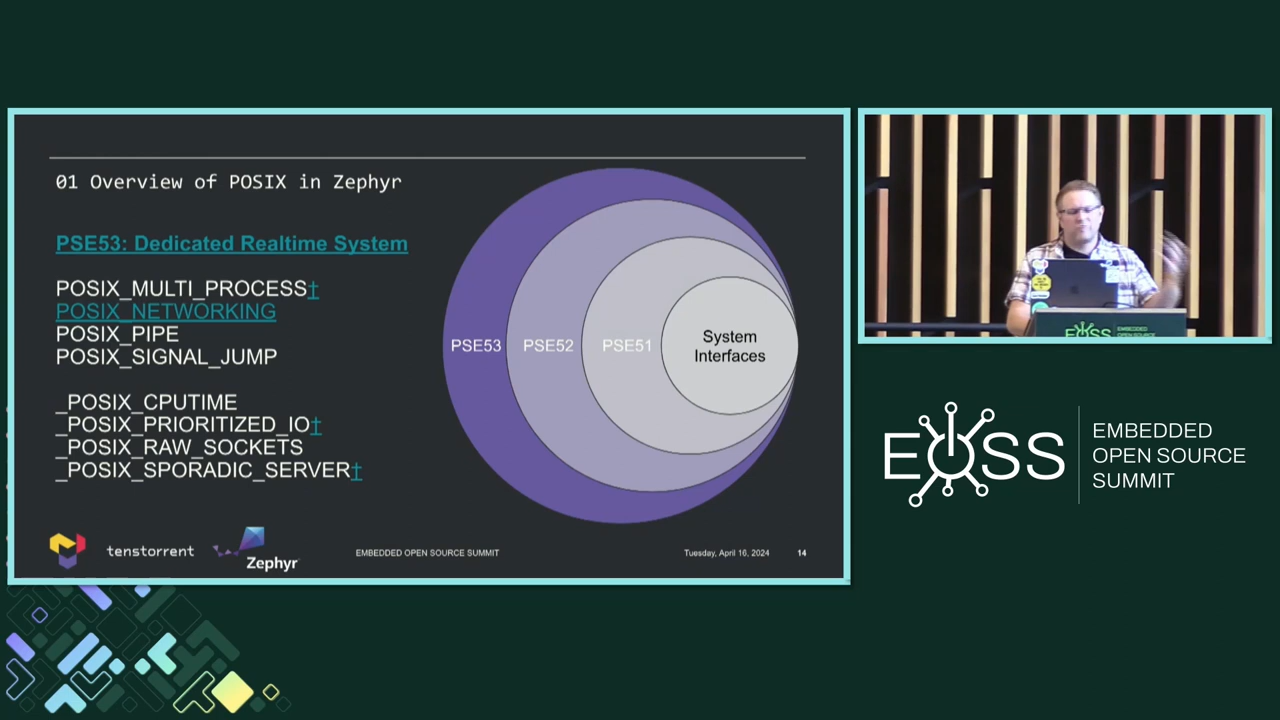 01 Overview of POSIX in Zephyr
PSE53: Dedicated Realtime System
POSIX_MULTI_PROCESS†
POSIX_NETWORKING
POSIX_PIPE
POSIX_SIGNAL_JUMP
_POSIX_CPUTIME
_POSIX_PRIORITIZED_IO†
_POSIX_RAW_SOCKETS
_POSIX_SPORADIC_SERVER†
PSE53
PSE52
PSE51
System
Interfaces
tenstorrent
Zephyr
EMBEDDED OPEN SOURCE SUMMIT
Tuesday, April 16, 2024
14
EOSS
EOSS
EMBEDDED
OPEN SOURCE
SUMMIT